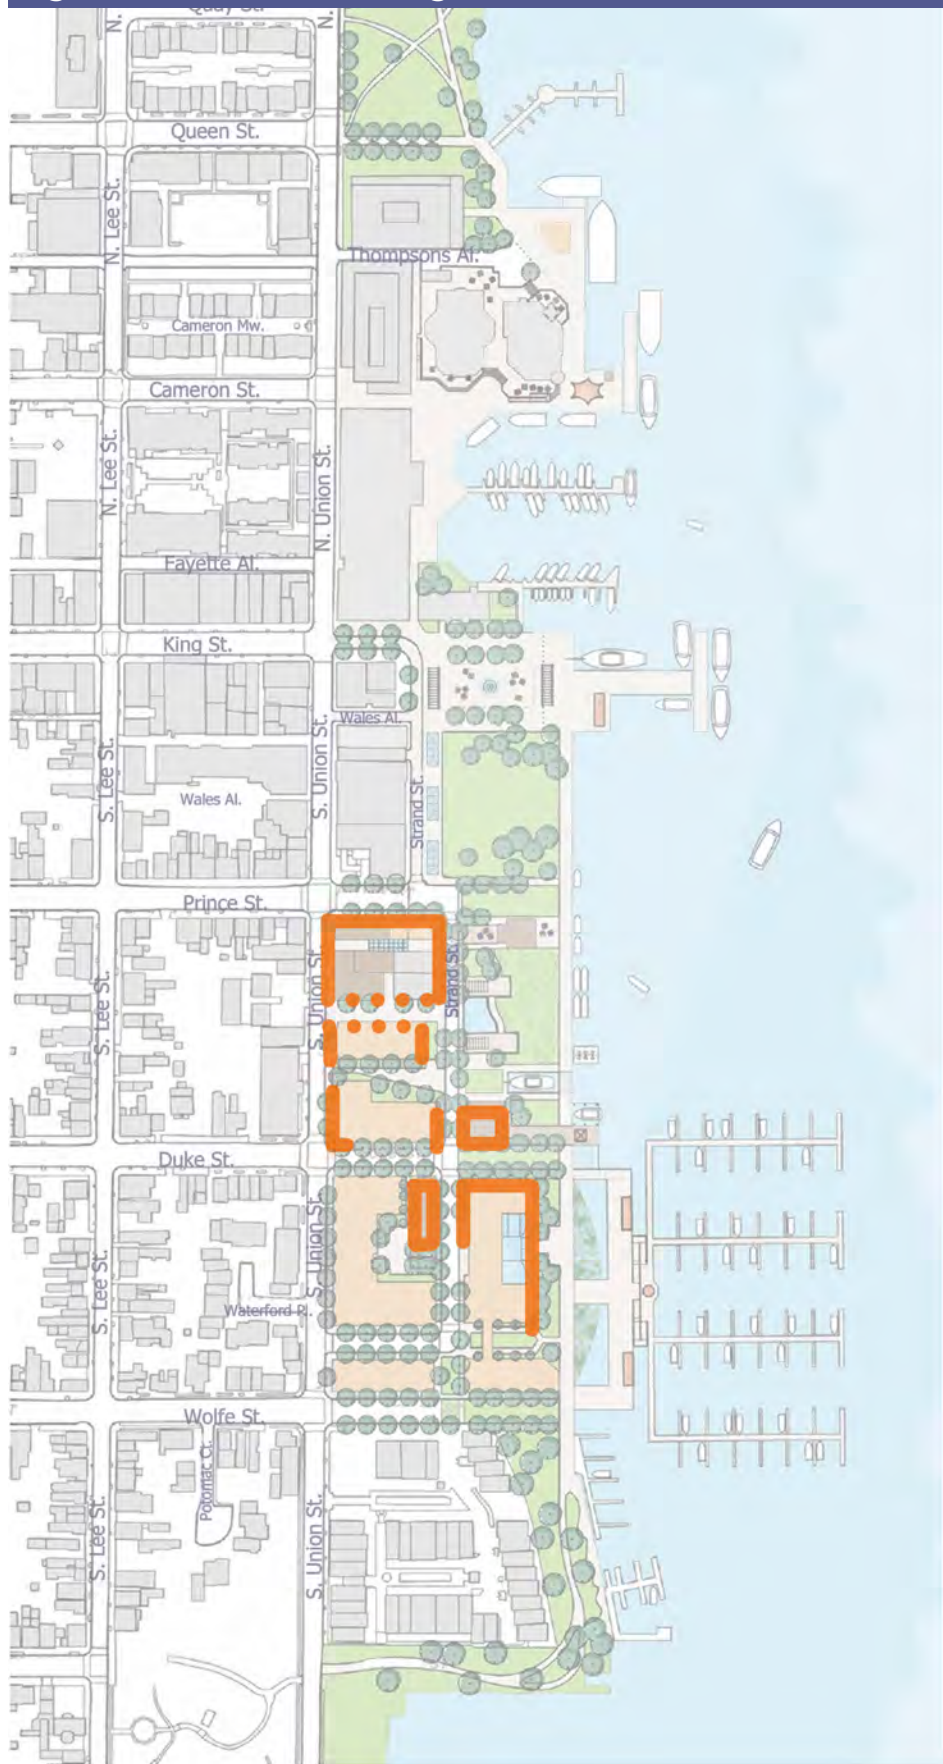 Quay St.
N.
N.
Queen St.
N. Lee St.
Thompsons Al.
Cameron Mw.
Cameron St.
N. Lee St.
N. Union St.
Fayette Al.
King St.
Wales Al.
S. Lee St.
S. Union St.
Wales Al.
Strand St.
Prince St.
S. Lee St.
S. Union St.
Strand St.
Duke St.
S. Lee St.
S. Union St.
Waterford Pl.
Wolfe St.
Potomac Ct.
S. Lee St.
S. Union St.